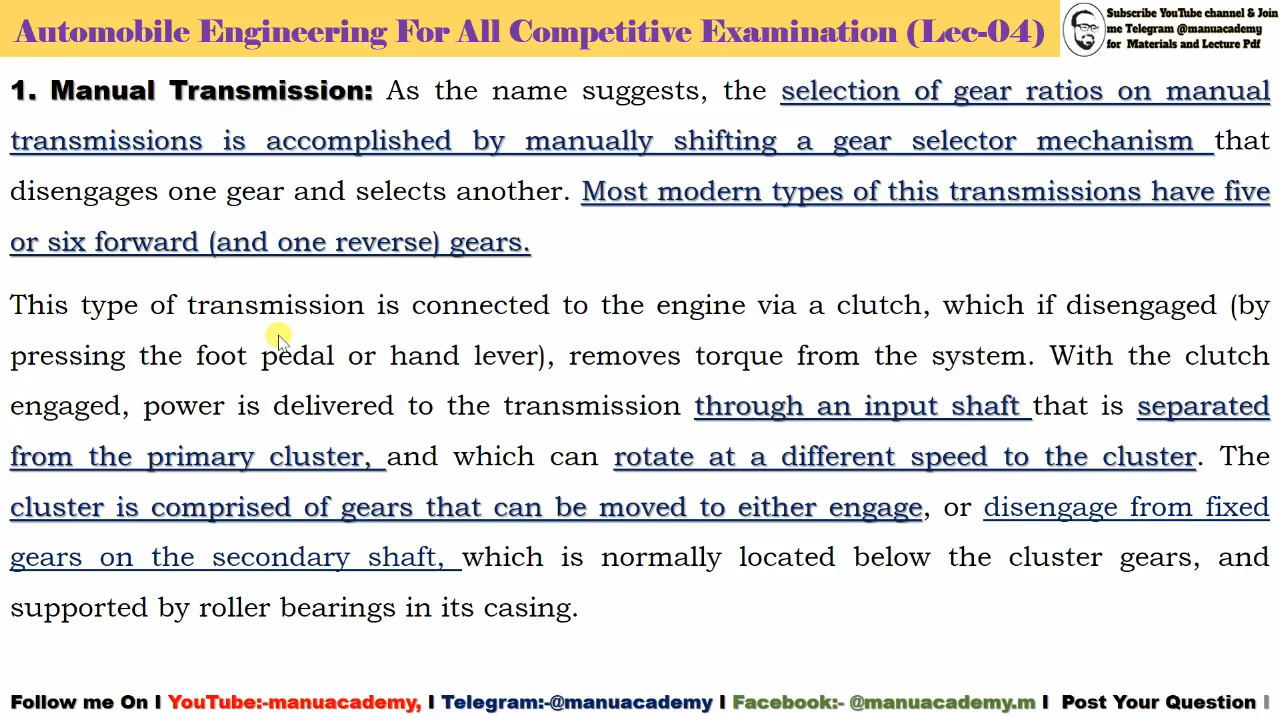 Automobile Engineering For All Competitive Examination (Lec-04)
Subscribe YouTube channel & Join
me Telegram @manuacademy
for Materials and Lecture Pdf
1. Manual Transmission: As the name suggests, the selection of gear ratios on manual
transmissions is accomplished by manually shifting a gear selector mechanism that
disengages one gear and selects another. Most modern types of this transmissions have five
or six forward (and one reverse) gears.
This type of transmission is connected to the engine via a clutch, which if disengaged (by
pressing the foot pedal or hand lever), removes torque from the system. With the clutch
engaged, power is delivered to the transmission through an input shaft that is separated
from the primary cluster, and which can rotate at a different speed to the cluster. The
cluster is comprised of gears that can be moved to either engage, or disengage from fixed
gears on the secondary shaft, which is normally located below the cluster gears, and
supported by roller bearings in its casing.
Follow me On I YouTube:-manuacademy, I Telegram:-@manuacademy I Facebook:- @manuacademy.m I Post Your Question I